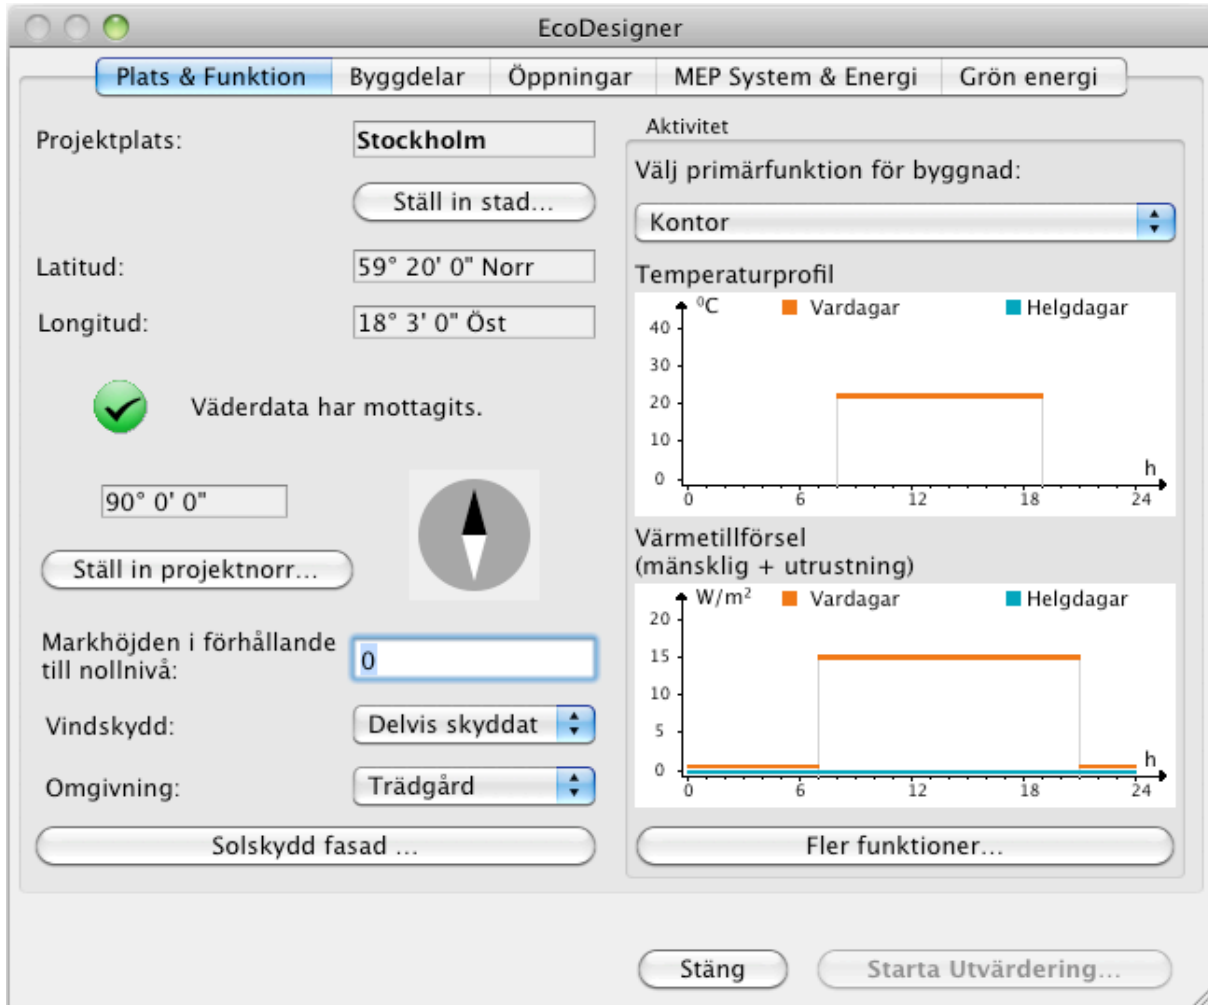 EcoDesigner
Plats & Funktion
Byggdelar
Öppningar
MEP System & Energi
Grön energi
Projektplats:
Stockholm
Ställ in stad...
Latitud:
59° 20' 0" Norr
Longitud:
18° 3' 0" Öst
Väderdata har mottagits.
90° 0' 0"
Ställ in projektnorr...
Markhöjden i förhållande
till nollnivå:
0
Vindskydd:
Delvis skyddat
Omgivning:
Trädgård
Solskydd fasad ...
Aktivitet
Välj primärfunktion för byggnad:
Kontor
Temperaturprofil
⁰C
Vardagar
Helgdagar
40
30
20
10
0
h
0 6 12 18 24
Värmetillförsel
(mänsklig + utrustning)
W/m²
Vardagar
Helgdagar
20
15
10
5
0
h
0 6 12 18 24
Fler funktioner...
Stäng
Starta Utvärdering...